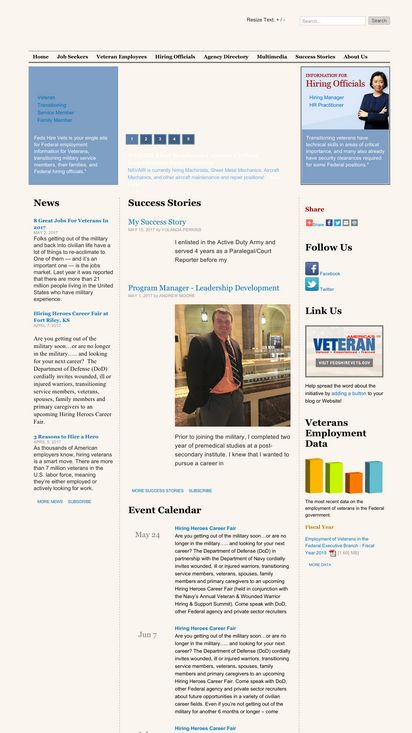 Resize Text: + / -
Search...
Search
Home Job Seekers Veteran Employees Hiring Officials Agency Directory Multimedia Success Stories About Us
Veteran
Transitioning
Service Member
Family Member
Feds Hire Vets is your single site
for Federal employment
information for Veterans,
transitioning military service
members, their families, and
Federal hiring officials.
1 2 3 4 5
NAVAIR is currently hiring Machinists, Sheet Metal Mechanics, Aircraft
Mechanics, and other aircraft maintenance and repair positions!
INFORMATION FOR
Hiring Officials
Hiring Manager
HR Practitioner
Transitioning veterans have
technical skills in areas of critical
importance, and many also already
have security clearances required
for some Federal positions."
News
8 Great Jobs For Veterans In
2017
MAY 2, 2017
Folks getting out of the military
and back into civilian life have a
lot of things to re-acclimate to.
One of them — and it's an
important one — is the jobs
market. Last year it was reported
that there are more than 21
million people living in the United
States who have military
experience.
Hiring Heroes Career Fair at
Fort Riley, KS
APRIL 7, 2017
Are you getting out of the
military soon…or are no longer
in the military….. and looking
for your next career? The
Department of Defense (DoD)
cordially invites wounded, ill or
injured warriors, transitioning
service members, veterans,
spouses, family members and
primary caregivers to an
upcoming Hiring Heroes Career
Fair.
3 Reasons to Hire a Hero
APRIL 5, 2017
As thousands of American
employers know, hiring veterans
is a smart move. There are more
than 7 million veterans in the
U.S. labor force, meaning
they're either employed or
actively looking for work.
MORE NEWS SUBSCRIBE
Success Stories
My Success Story
MAY 15, 2017 by YOLANDA PERKINS
I enlisted in the Active Duty Army and
served 4 years as a Paralegal/Court
Reporter before my
Program Manager - Leadership Development
MAY 1, 2017 by ANDREW MOORE
Prior to joining the military, I completed two
year of premedical studies at a post-
secondary institute. I knew that I wanted to
pursue a career in
MORE SUCCESS STORIES SUBSCRIBE
Event Calendar
May 24
Hiring Heroes Career Fair
Are you getting out of the military soon…or are no
longer in the military….. and looking for your next
career? The Department of Defense (DoD) in
partnership with the Department of Navy cordially
invites wounded, ill or injured warriors, transitioning
service members, veterans, spouses, family
members and primary caregivers to an upcoming
Hiring Heroes Career Fair (held in conjunction with
the Navy's Annual Veteran & Wounded Warrior
Hiring & Support Summit). Come speak with DoD,
other Federal agency and private sector recruiters
Jun 7
Hiring Heroes Career Fair
Are you getting out of the military soon…or are no
longer in the military….. and looking for your next
career? The Department of Defense (DoD) cordially
invites wounded, ill or injured warriors, transitioning
service members, veterans, spouses, family
members and primary caregivers to an upcoming
Hiring Heroes Career Fair. Come speak with DoD,
other Federal agency and private sector recruiters
about future opportunities in a variety of civilian
career fields. Even if you're not getting out of the
military for another 6 months or longer – come
Hiring Heroes Career Fair
Share
Share
Follow Us
Facebook
Twitter
Link Us
AMERICA'S
VETERAN
VISIT FEDSHIREVETS.GOV
Help spread the word about the
initiative by adding a button to your
blog or Website!
Veterans
Employment
Data
The most recent data on the
employment of veterans in the Federal
government.
Fiscal Year
Employment of Veterans in the
Federal Executive Branch - Fiscal
Year 2015 [1.60 MB]
MORE DATA